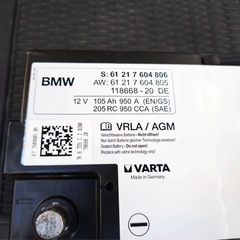 BMW
S: 61 21 7 604 806
AW: 61 21 7 604 805
118668 - 20 DE
12 V 105 Ah 950 A (EN/GS)
205 RC 950 CCA (SAE)
VRLA / AGM
Verschlossene Batterie - Nicht öffnen!
Nur durch Batterie gleicher Technologie ersetzen.
Sealed Battery - Do not open!
Replace with same technology only!
VARTA
Made in Germany